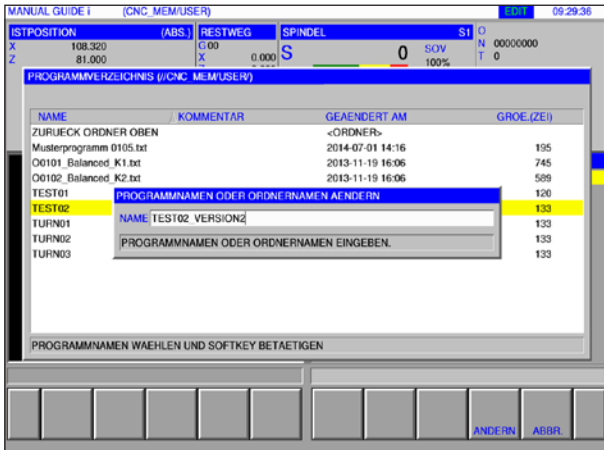 MANUAL GUIDE i (CNC_MEM/USER) EDIT 09:29:36
ISTPOSITION (ABS.) RESTWEG SPINDEL S1 O
X 108.320 G00 S 0 SOV N 00000000
Z 81.000 X 0.000 100% T 0
PROGRAMMVERZEICHNIS (//CNC_MEM/USER/)
NAME KOMMENTAR GEAENDERT AM GROE.(ZEI)
ZURUECK ORDNER OBEN <ORDNER>
Musterprogramm 0105.txt 2014-07-01 14:16 195
O0101_Balanced_K1.txt 2013-11-19 16:06 745
O0102_Balanced_K2.txt 2013-11-19 16:06 589
TEST01 120
PROGRAMMNAMEN ODER ORDNERNAMEN AENDERN
TEST02 133
NAME TEST02_VERSION2
TURN01 133
TURN02 133
PROGRAMMNAMEN ODER ORDNERNAMEN EINGEBEN.
TURN03 133
PROGRAMMNAMEN WAEHLEN UND SOFTKEY BETAETIGEN
ANDERN ABBR.